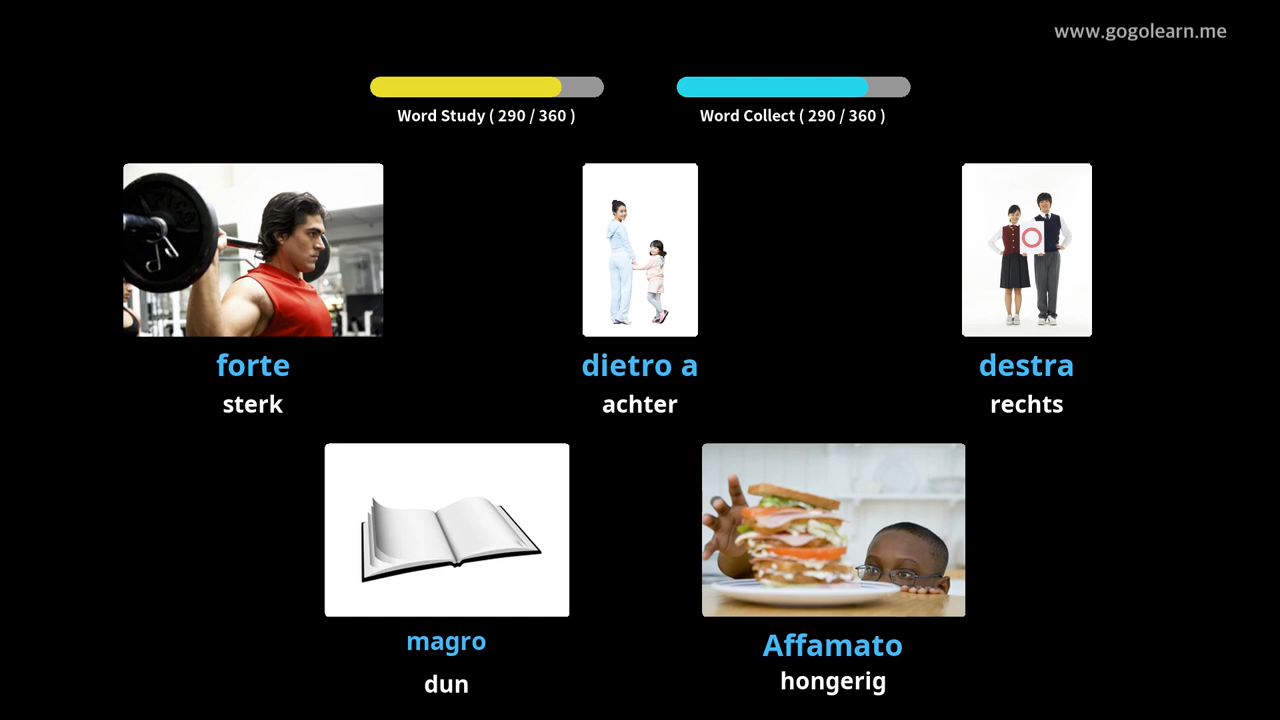 www.gogolearn.me
Word Study ( 290 / 360 )
Word Collect ( 290 / 360 )
forte
sterk
dietro a
achter
destra
rechts
magro
dun
Affamato
hongerig